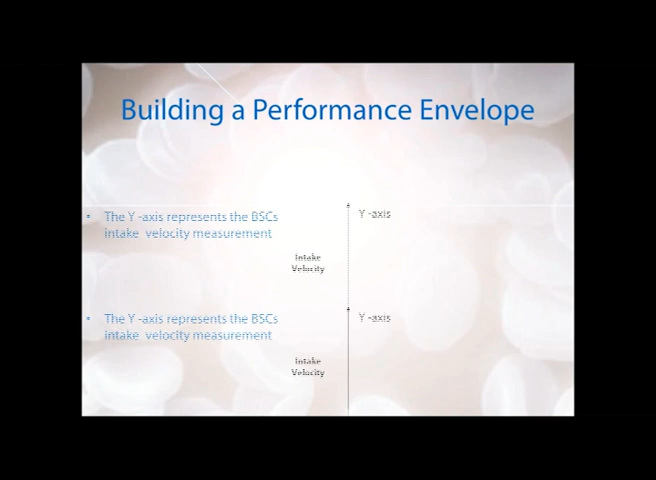 Building a Performance Envelope
• The Y -axis represents the BSCs
intake velocity measurement
Y -axis
Intake
Velocity
• The Y -axis represents the BSCs
intake velocity measurement
Y -axis
Intake
Velocity